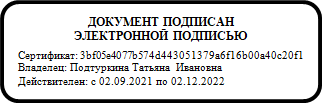 ДОКУМЕНТ ПОДПИСАН
ЭЛЕКТРОННОЙ ПОДПИСЬЮ
Сертификат: 3bf05e4077b574d443051379a6f16b00a40c20f1
Владелец: Подтуркина Татьяна Ивановна
Действителен: с 02.09.2021 по 02.12.2022